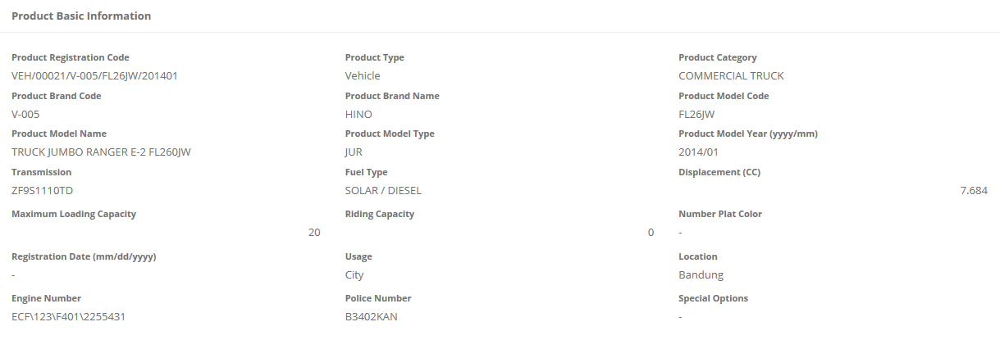 Product Basic Information
Product Registration Code Product Type Product Category
VEH/00021/V-005/FL26JW/201401 Vehicle COMMERCIAL TRUCK
Product Brand Code Product Brand Name Product Model Code
V-005 HINO FL26JW
Product Model Name Product Model Type Product Model Year (yyyy/mm)
TRUCK JUMBO RANGER E-2 FL260JW JUR 2014/01
Transmission Fuel Type Displacement (CC)
ZF9S1110TD SOLAR / DIESEL 7.684
Maximum Loading Capacity Riding Capacity Number Plat Color
20 0 -
Registration Date (mm/dd/yyyy) Usage Location
- City Bandung
Engine Number Police Number Special Options
ECF\123\F401\2255431 B3402KAN -